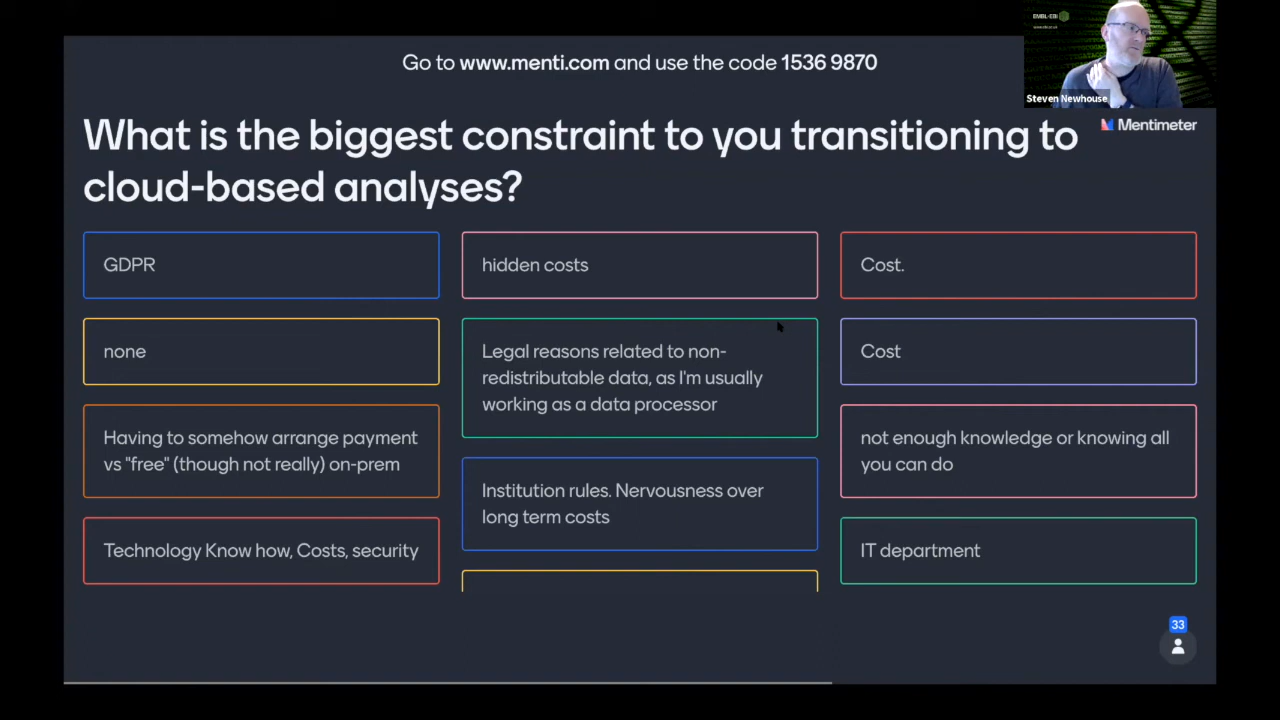 Go to www.menti.com and use the code 1536 9870
EMBL-EBI
Steven Newhouse
Mentimeter
What is the biggest constraint to you transitioning to
cloud-based analyses?
GDPR
hidden costs
Cost.
none
Legal reasons related to non-
redistributable data, as I'm usually
working as a data processor
Cost
Having to somehow arrange payment
vs "free" (though not really) on-prem
Institution rules. Nervousness over
long term costs
not enough knowledge or knowing all
you can do
Technology Know how, Costs, security
IT department
33